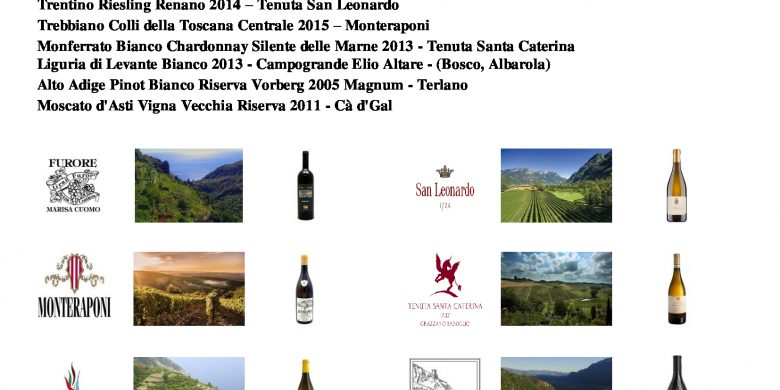 Trentino Riesling Renano 2014 – Tenuta San Leonardo
Trebbiano Colli della Toscana Centrale 2015 – Monteraponi
Monferrato Bianco Chardonnay Silente delle Marne 2013 - Tenuta Santa Caterina
Liguria di Levante Bianco 2013 - Campogrande Elio Altare - (Bosco, Albarola)
Alto Adige Pinot Bianco Riserva Vorberg 2005 Magnum - Terlano
Moscato d'Asti Vigna Vecchia Riserva 2011 - Cà d'Gal
FURORE
MARISA CUOMO
San Leonardo
1724
MONTERAPONI
TENUTA SANTA CATERINA
1737
GRAZZANO BADOGLIO